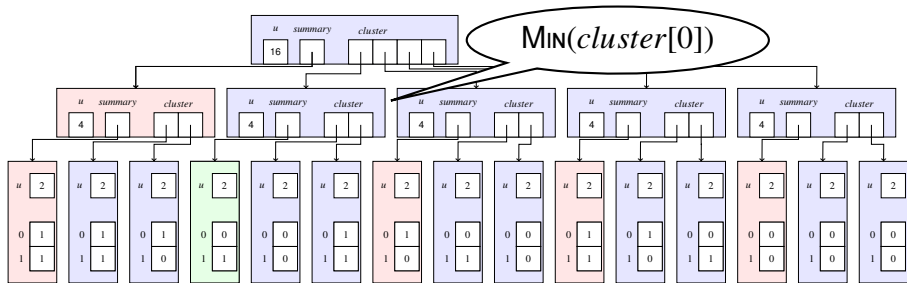 u summary cluster
16
MIN(cluster[0])
u summary cluster u summary cluster u summary cluster u summary cluster u summary cluster
4 4 4 4 4
u 2 u 2 u 2 u 2 u 2 u 2 u 2 u 2 u 2 u 2 u 2 u 2 u 2 u 2 u 2
0 1 0 1 0 1 0 0 0 0 0 1 0 0 0 0 0 0 0 1 0 1 0 0 0 0 0 0 0 0
1 1 1 0 1 0 1 1 1 0 1 1 1 0 1 0 1 0 1 1 1 0 1 1 1 0 1 0 1 0